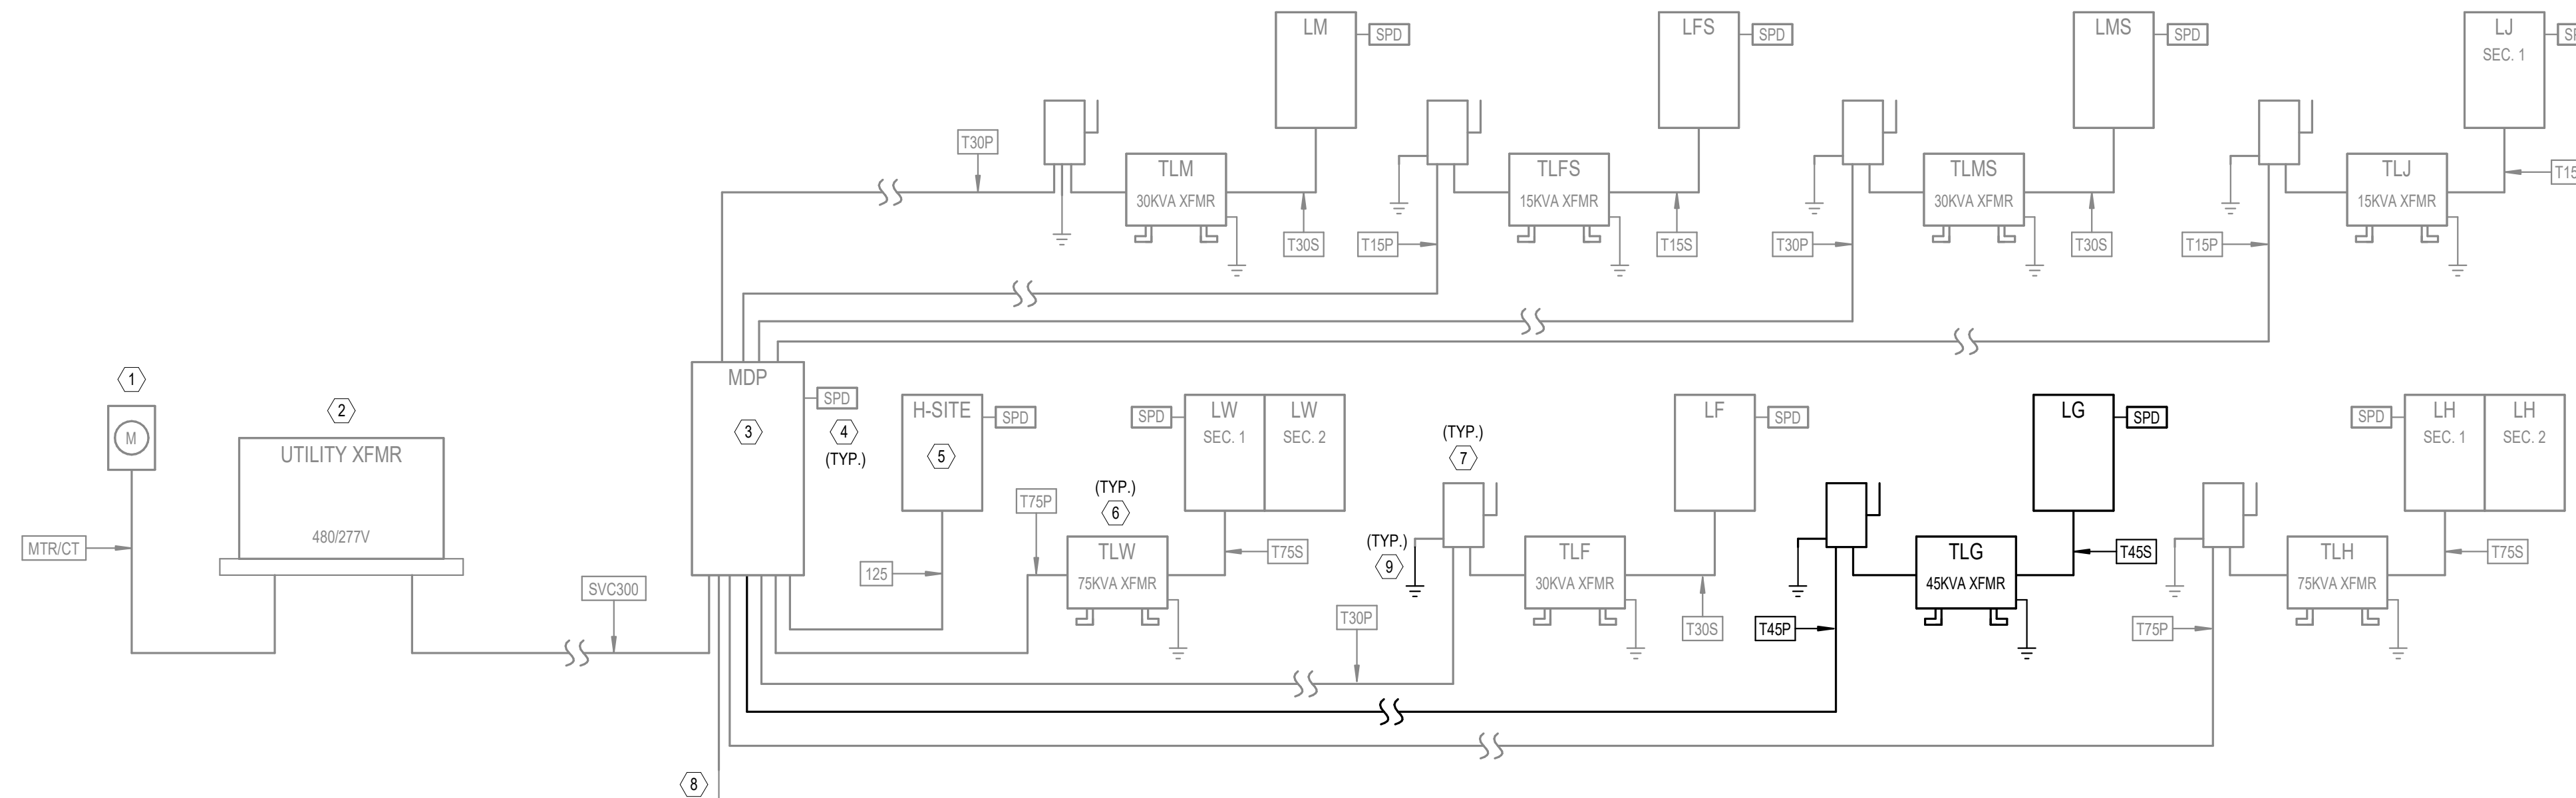 LM
SPD
LFS
SPD
LMS
SPD
LJ
SEC. 1
T30P
TLM
30KVA XFMR
T30S
T15P
TLFS
15KVA XFMR
T15S
T30P
TLMS
30KVA XFMR
T30S
T15P
TLJ
15KVA XFMR
1
M
MTR/CT
2
UTILITY XFMR
480/277V
SVC300
MDP
3
SPD
4
(TYP.)
H-SITE
5
SPD
125
T75P
(TYP.)
6
TLW
75KVA XFMR
SPD
LW
SEC. 1
LW
SEC. 2
T75S
(TYP.)
7
(TYP.)
9
T30P
TLF
30KVA XFMR
LF
SPD
T30S
T45P
TLG
45KVA XFMR
LG
SPD
T45S
T75P
TLH
75KVA XFMR
SPD
LH
SEC. 1
LH
SEC. 2
T75S
8